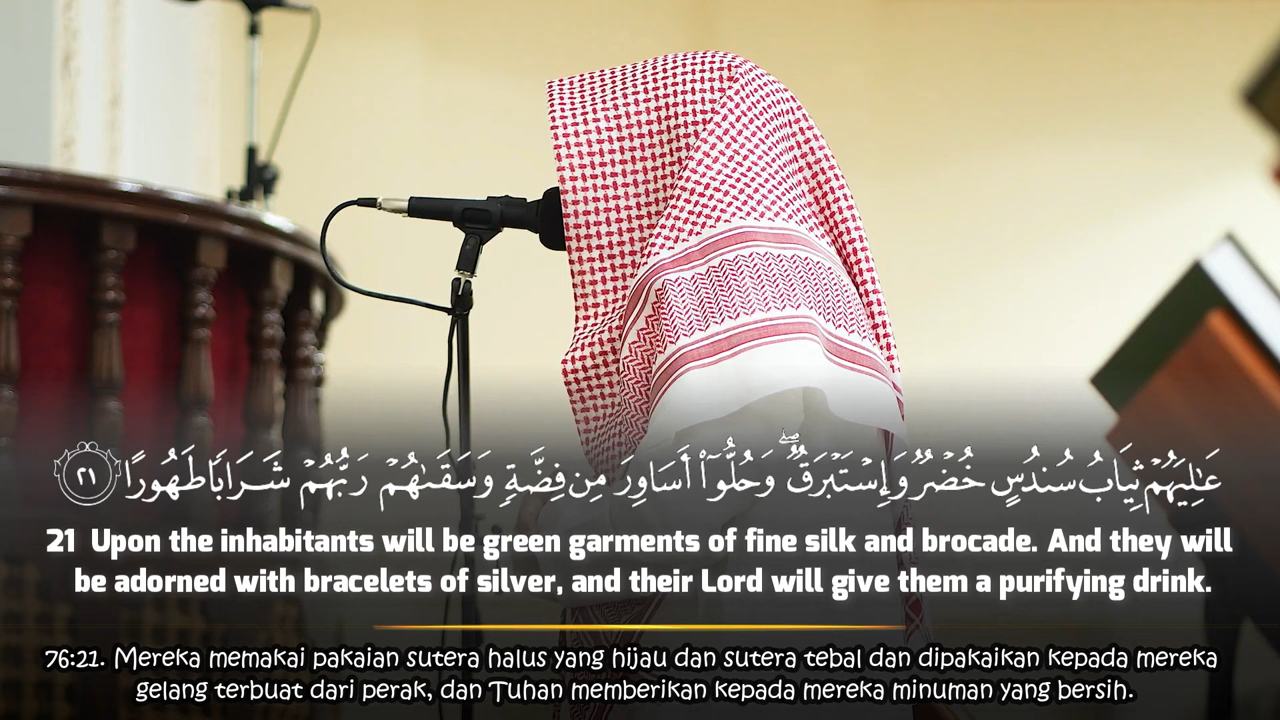 عَٰلِيَهُمْ ثِيَابُ سُندُسٍ خُضْرٌ وَإِسْتَبْرَقٌ ۖ وَحُلُّوٓا۟ أَسَاوِرَ مِن فِضَّةٍ وَسَقَىٰهُمْ رَبُّهُمْ شَرَابًا طَهُورًا ٢١
21 Upon the inhabitants will be green garments of fine silk and brocade. And they will
be adorned with bracelets of silver, and their Lord will give them a purifying drink.
76:21. Mereka memakai pakaian sutera halus yang hijau dan sutera tebal dan dipakaikan kepada mereka
gelang terbuat dari perak, dan Tuhan memberikan kepada mereka minuman yang bersih.